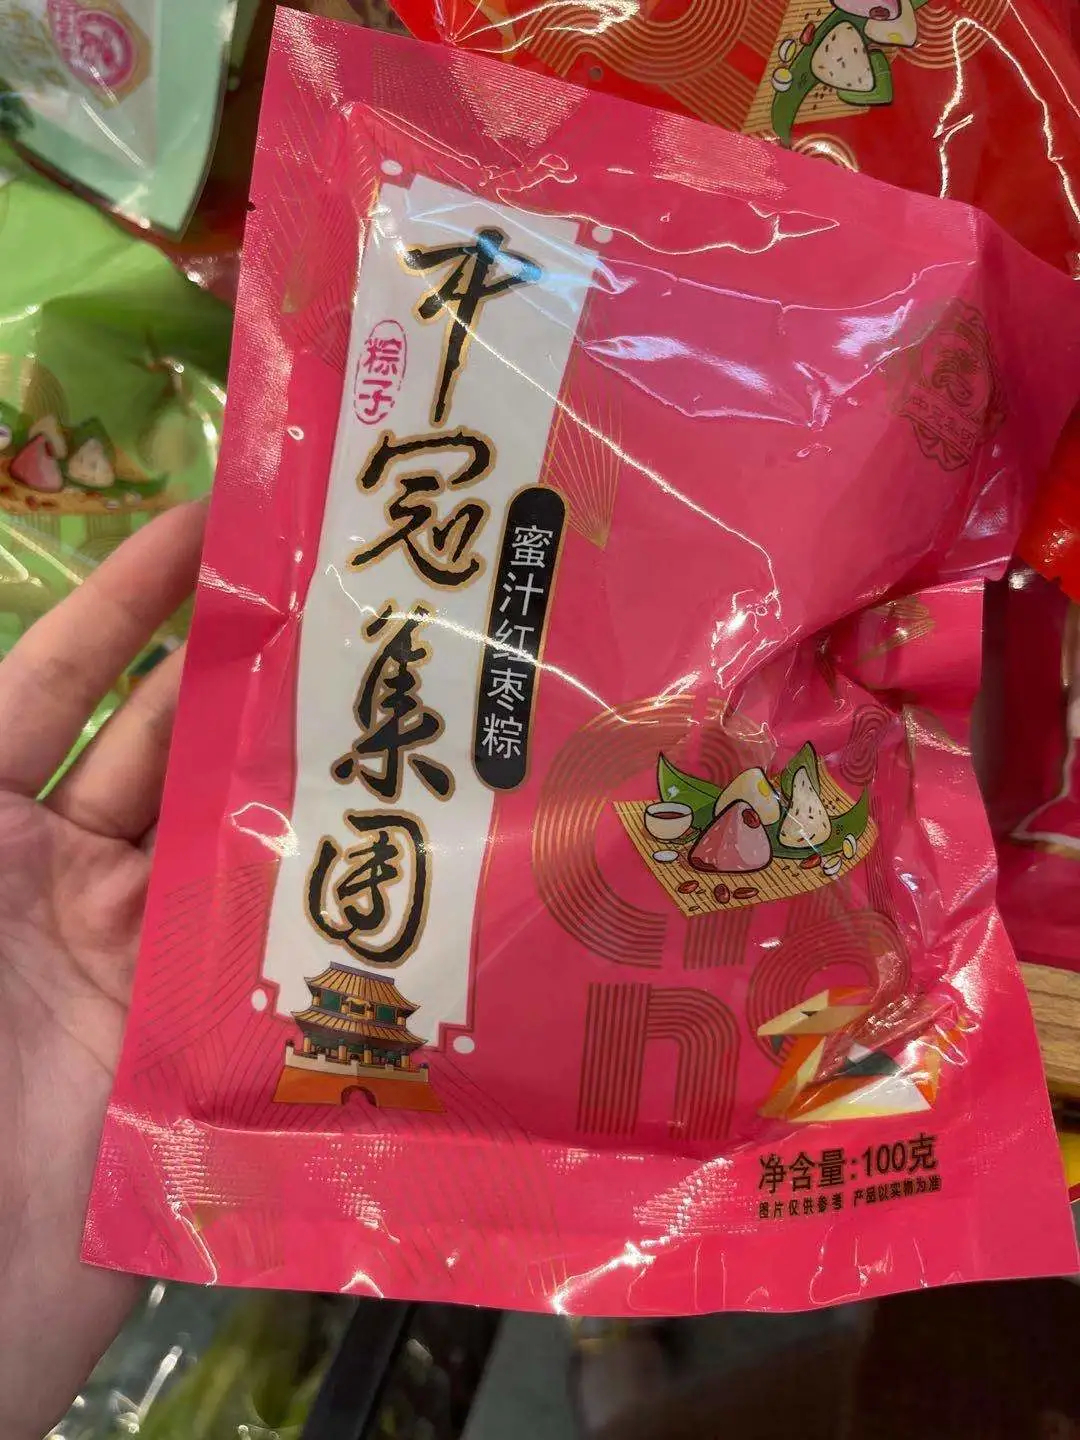 中冠集团
粽子
蜜汁红枣粽
净含量:100克
图片仅供参考 产品以实物为准